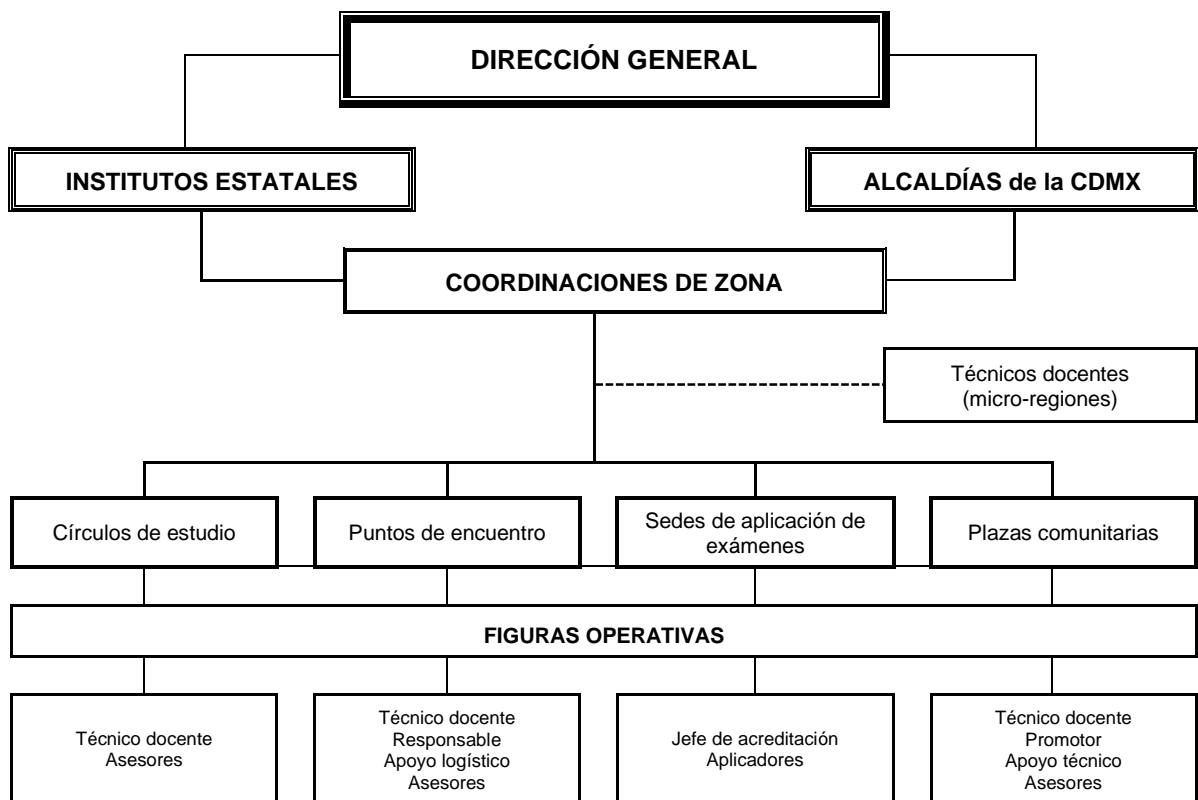 DIRECCIÓN GENERAL
INSTITUTOS ESTATALES
ALCALDÍAS de la CDMX
COORDINACIONES DE ZONA
Técnicos docentes
(micro-regiones)
Círculos de estudio
Puntos de encuentro
Sedes de aplicación de
exámenes
Plazas comunitarias
FIGURAS OPERATIVAS
Técnico docente
Asesores
Técnico docente
Responsable
Apoyo logístico
Asesores
Jefe de acreditación
Aplicadores
Técnico docente
Promotor
Apoyo técnico
Asesores